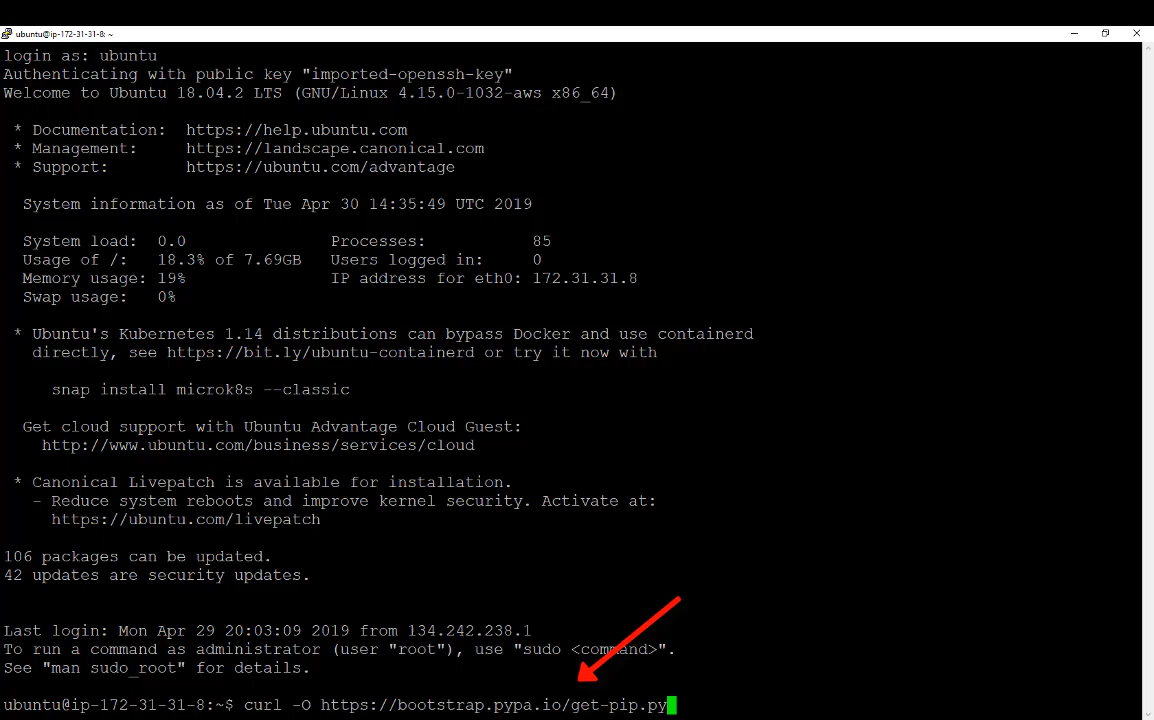 ubuntu@ip-172-31-31-8: ~
login as: ubuntu
Authenticating with public key "imported-openssh-key"
Welcome to Ubuntu 18.04.2 LTS (GNU/Linux 4.15.0-1032-aws x86_64)
* Documentation: https://help.ubuntu.com
* Management: https://landscape.canonical.com
* Support: https://ubuntu.com/advantage
System information as of Tue Apr 30 14:35:49 UTC 2019
System load: 0.0 Processes: 85
Usage of /: 18.3% of 7.69GB Users logged in: 0
Memory usage: 19% IP address for eth0: 172.31.31.8
Swap usage: 0%
* Ubuntu's Kubernetes 1.14 distributions can bypass Docker and use containerd
directly, see https://bit.ly/ubuntu-containerd or try it now with
snap install microk8s --classic
Get cloud support with Ubuntu Advantage Cloud Guest:
http://www.ubuntu.com/business/services/cloud
* Canonical Livepatch is available for installation.
- Reduce system reboots and improve kernel security. Activate at:
https://ubuntu.com/livepatch
106 packages can be updated.
42 updates are security updates.
Last login: Mon Apr 29 20:03:09 2019 from 134.242.238.1
To run a command as administrator (user "root"), use "sudo <command>".
See "man sudo_root" for details.
ubuntu@ip-172-31-31-8:~$ curl -O https://bootstrap.pypa.io/get-pip.py